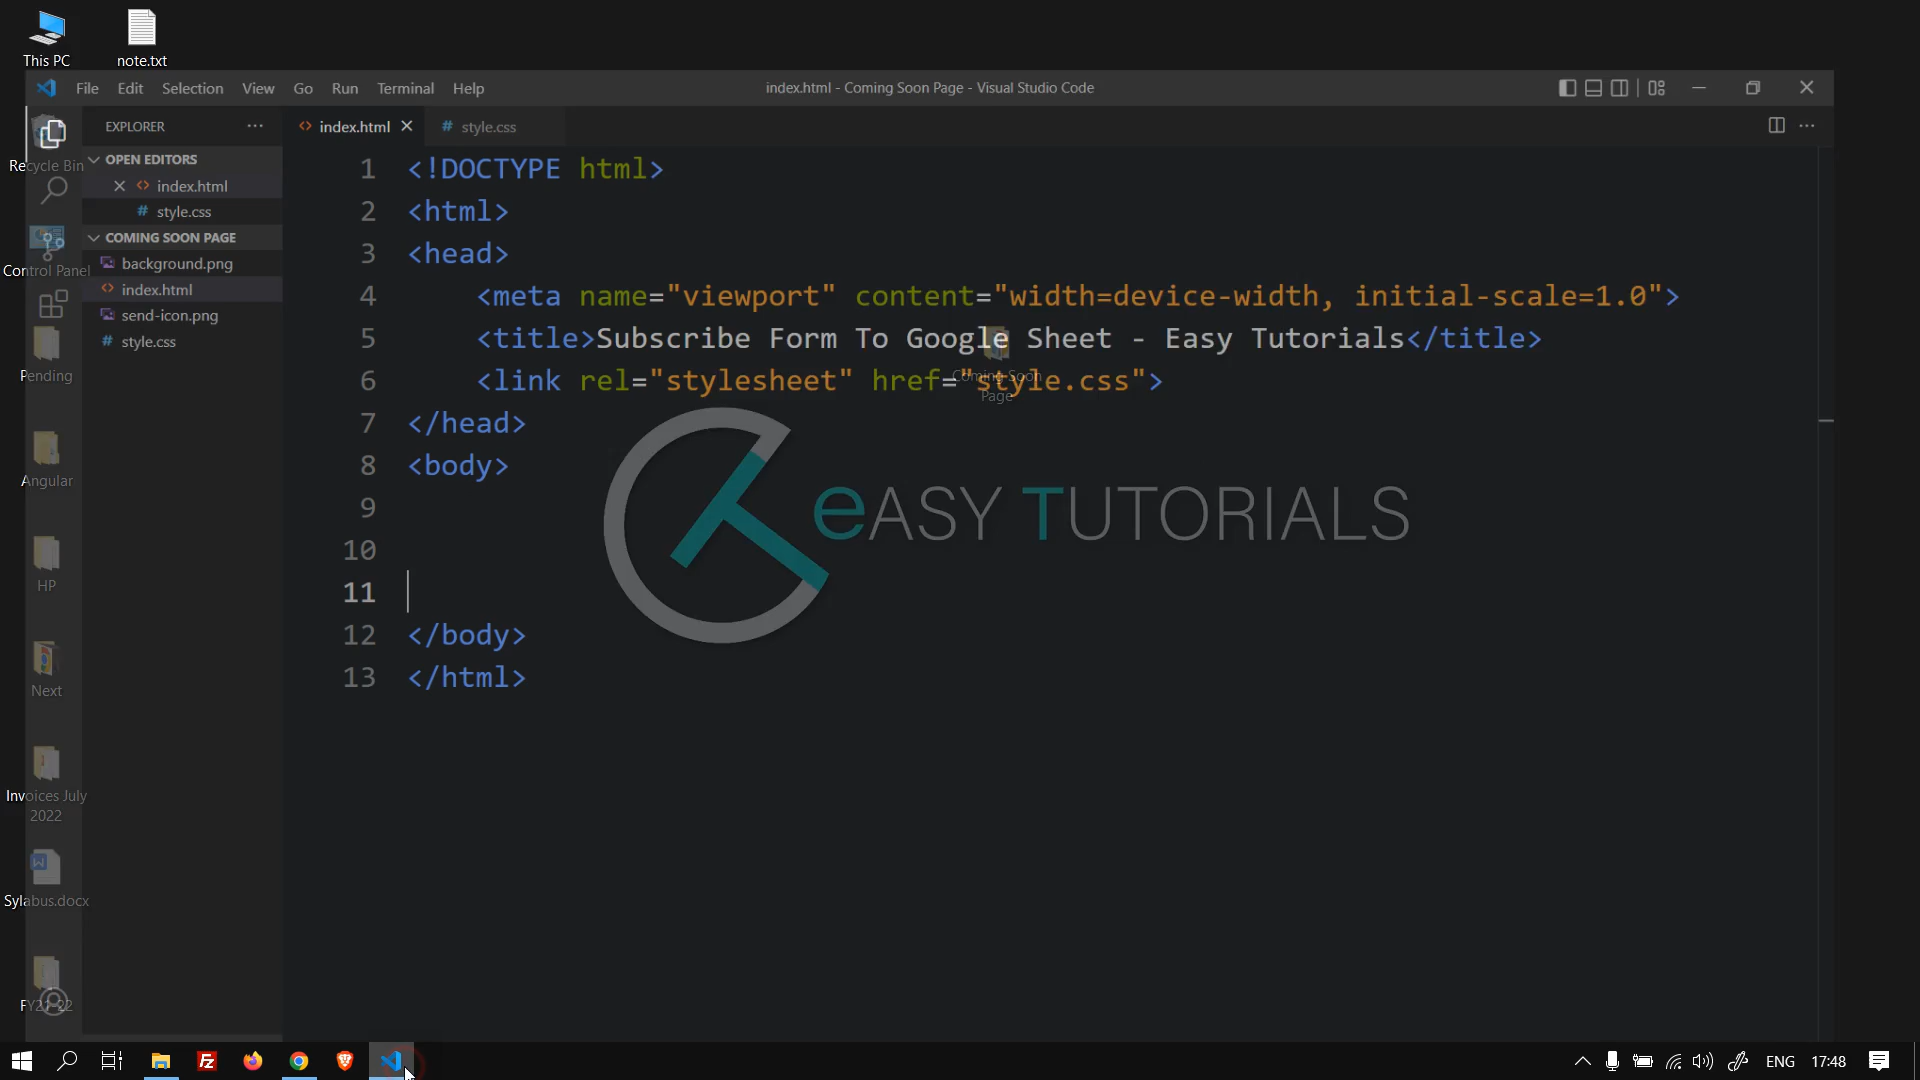 This PC
note.txt
File Edit Selection View Go Run Terminal Help
index.html - Coming Soon Page - Visual Studio Code
EXPLORER
index.html
style.css
Recycle Bin
OPEN EDITORS
index.html
style.css
COMING SOON PAGE
Control Panel
background.png
index.html
send-icon.png
style.css
Pending
Angular
HP
Next
Invoices July
2022
Sylabus.docx
FY21-22
1 <!DOCTYPE html>
2 <html>
3 <head>
4 <meta name="viewport" content="width=device-width, initial-scale=1.0">
5 <title>Subscribe Form To Google Sheet - Easy Tutorials</title>
6 <link rel="stylesheet" href="style.css">
Coming Soon
Page
7 </head>
8 <body>
9
10
11
12 </body>
13 </html>
eASY TUTORIALS
ENG 17:48